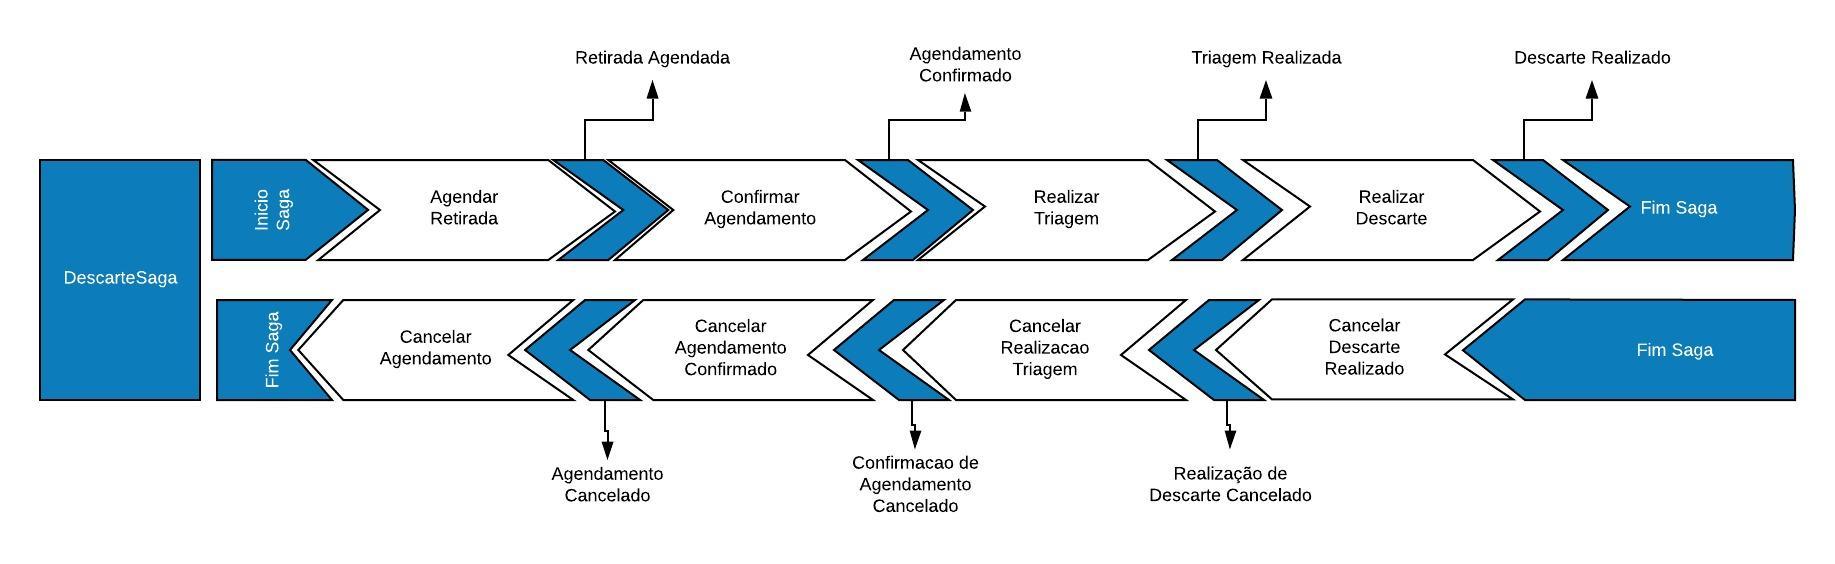 Retirada Agendada
Agendamento
Confirmado
Triagem Realizada
Descarte Realizado
DescarteSaga
Inicio
Saga
Agendar
Retirada
Confirmar
Agendamento
Realizar
Triagem
Realizar
Descarte
Fim Saga
Fim Saga
Cancelar
Agendamento
Cancelar
Agendamento
Confirmado
Cancelar
Realizacao
Triagem
Cancelar
Descarte
Realizado
Fim Saga
Agendamento
Cancelado
Confirmacao de
Agendamento
Cancelado
Realização de
Descarte Cancelado